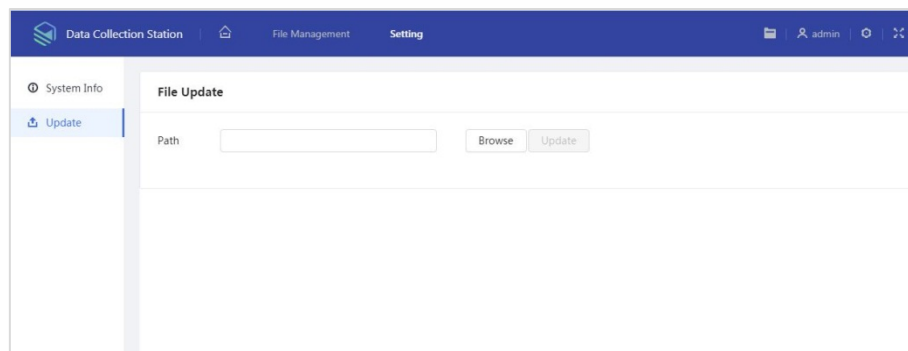 Data Collection Station File Management Setting admin
System Info
Update
File Update
Path Browse Update